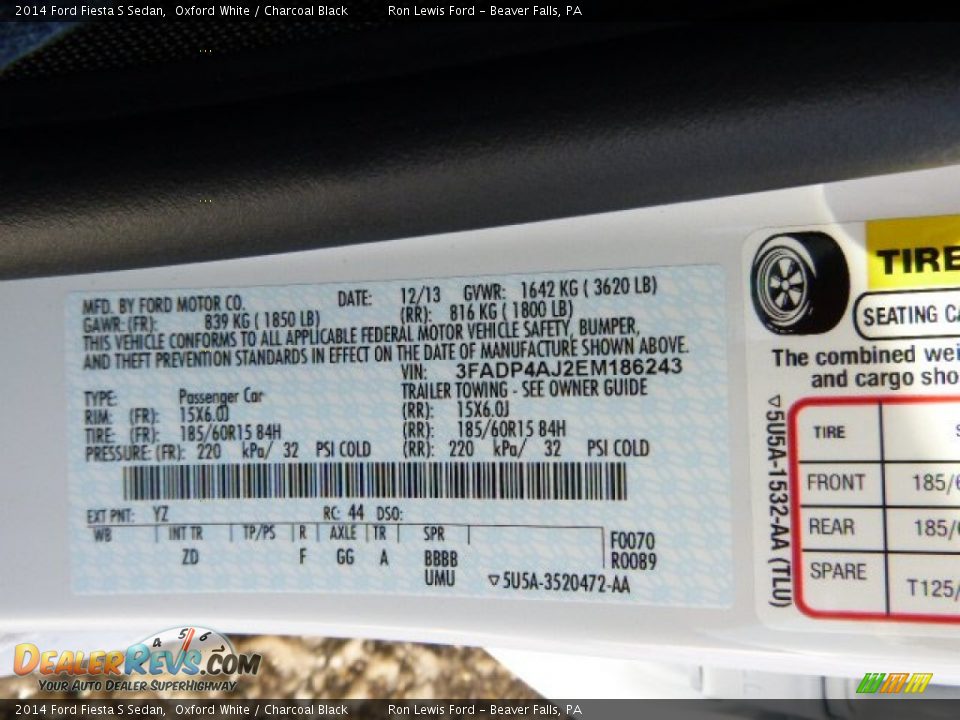 2014 Ford Fiesta S Sedan, Oxford White / Charcoal Black Ron Lewis Ford - Beaver Falls, PA
MFD. BY FORD MOTOR CO. DATE: 12/13 GVWR: 1642 KG ( 3620 LB)
GAWR: (FR): 839 KG ( 1850 LB) (RR): 816 KG ( 1800 LB)
THIS VEHICLE CONFORMS TO ALL APPLICABLE FEDERAL MOTOR VEHICLE SAFETY, BUMPER,
AND THEFT PREVENTION STANDARDS IN EFFECT ON THE DATE OF MANUFACTURE SHOWN ABOVE.
VIN: 3FADP4AJ2EM186243
TYPE: Passenger Car TRAILER TOWING - SEE OWNER GUIDE
RIM: (FR): 15X6.0J (RR): 15X6.0J
TIRE: (FR): 185/60R15 84H (RR): 185/60R15 84H
PRESSURE: (FR): 220 kPa/ 32 PSI COLD (RR): 220 kPa/ 32 PSI COLD
EXT PNT: YZ RC: 44 DSO:
WB INT TR TP/PS R AXLE TR SPR F0070
ZD F GG A BBBB R0089
UMU ▽5U5A-3520472-AA
TIRE
SEATING CA
The combined wei
and cargo sho
▽5U5A-1532-AA (TLU)
TIRE S
FRONT 185/6
REAR 185/6
SPARE T125/
4 5 6
DEALERREVS.COM
YOUR AUTO DEALER SUPERHIGHWAY
2014 Ford Fiesta S Sedan, Oxford White / Charcoal Black Ron Lewis Ford - Beaver Falls, PA